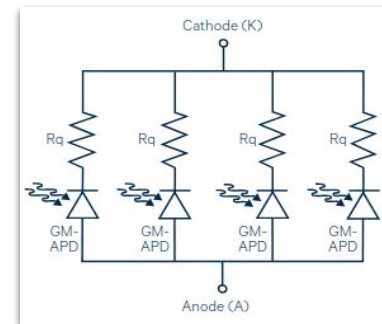 Cathode (K)
Rq Rq Rq Rq
GM- GM- GM- GM-
APD APD APD APD
Anode (A)